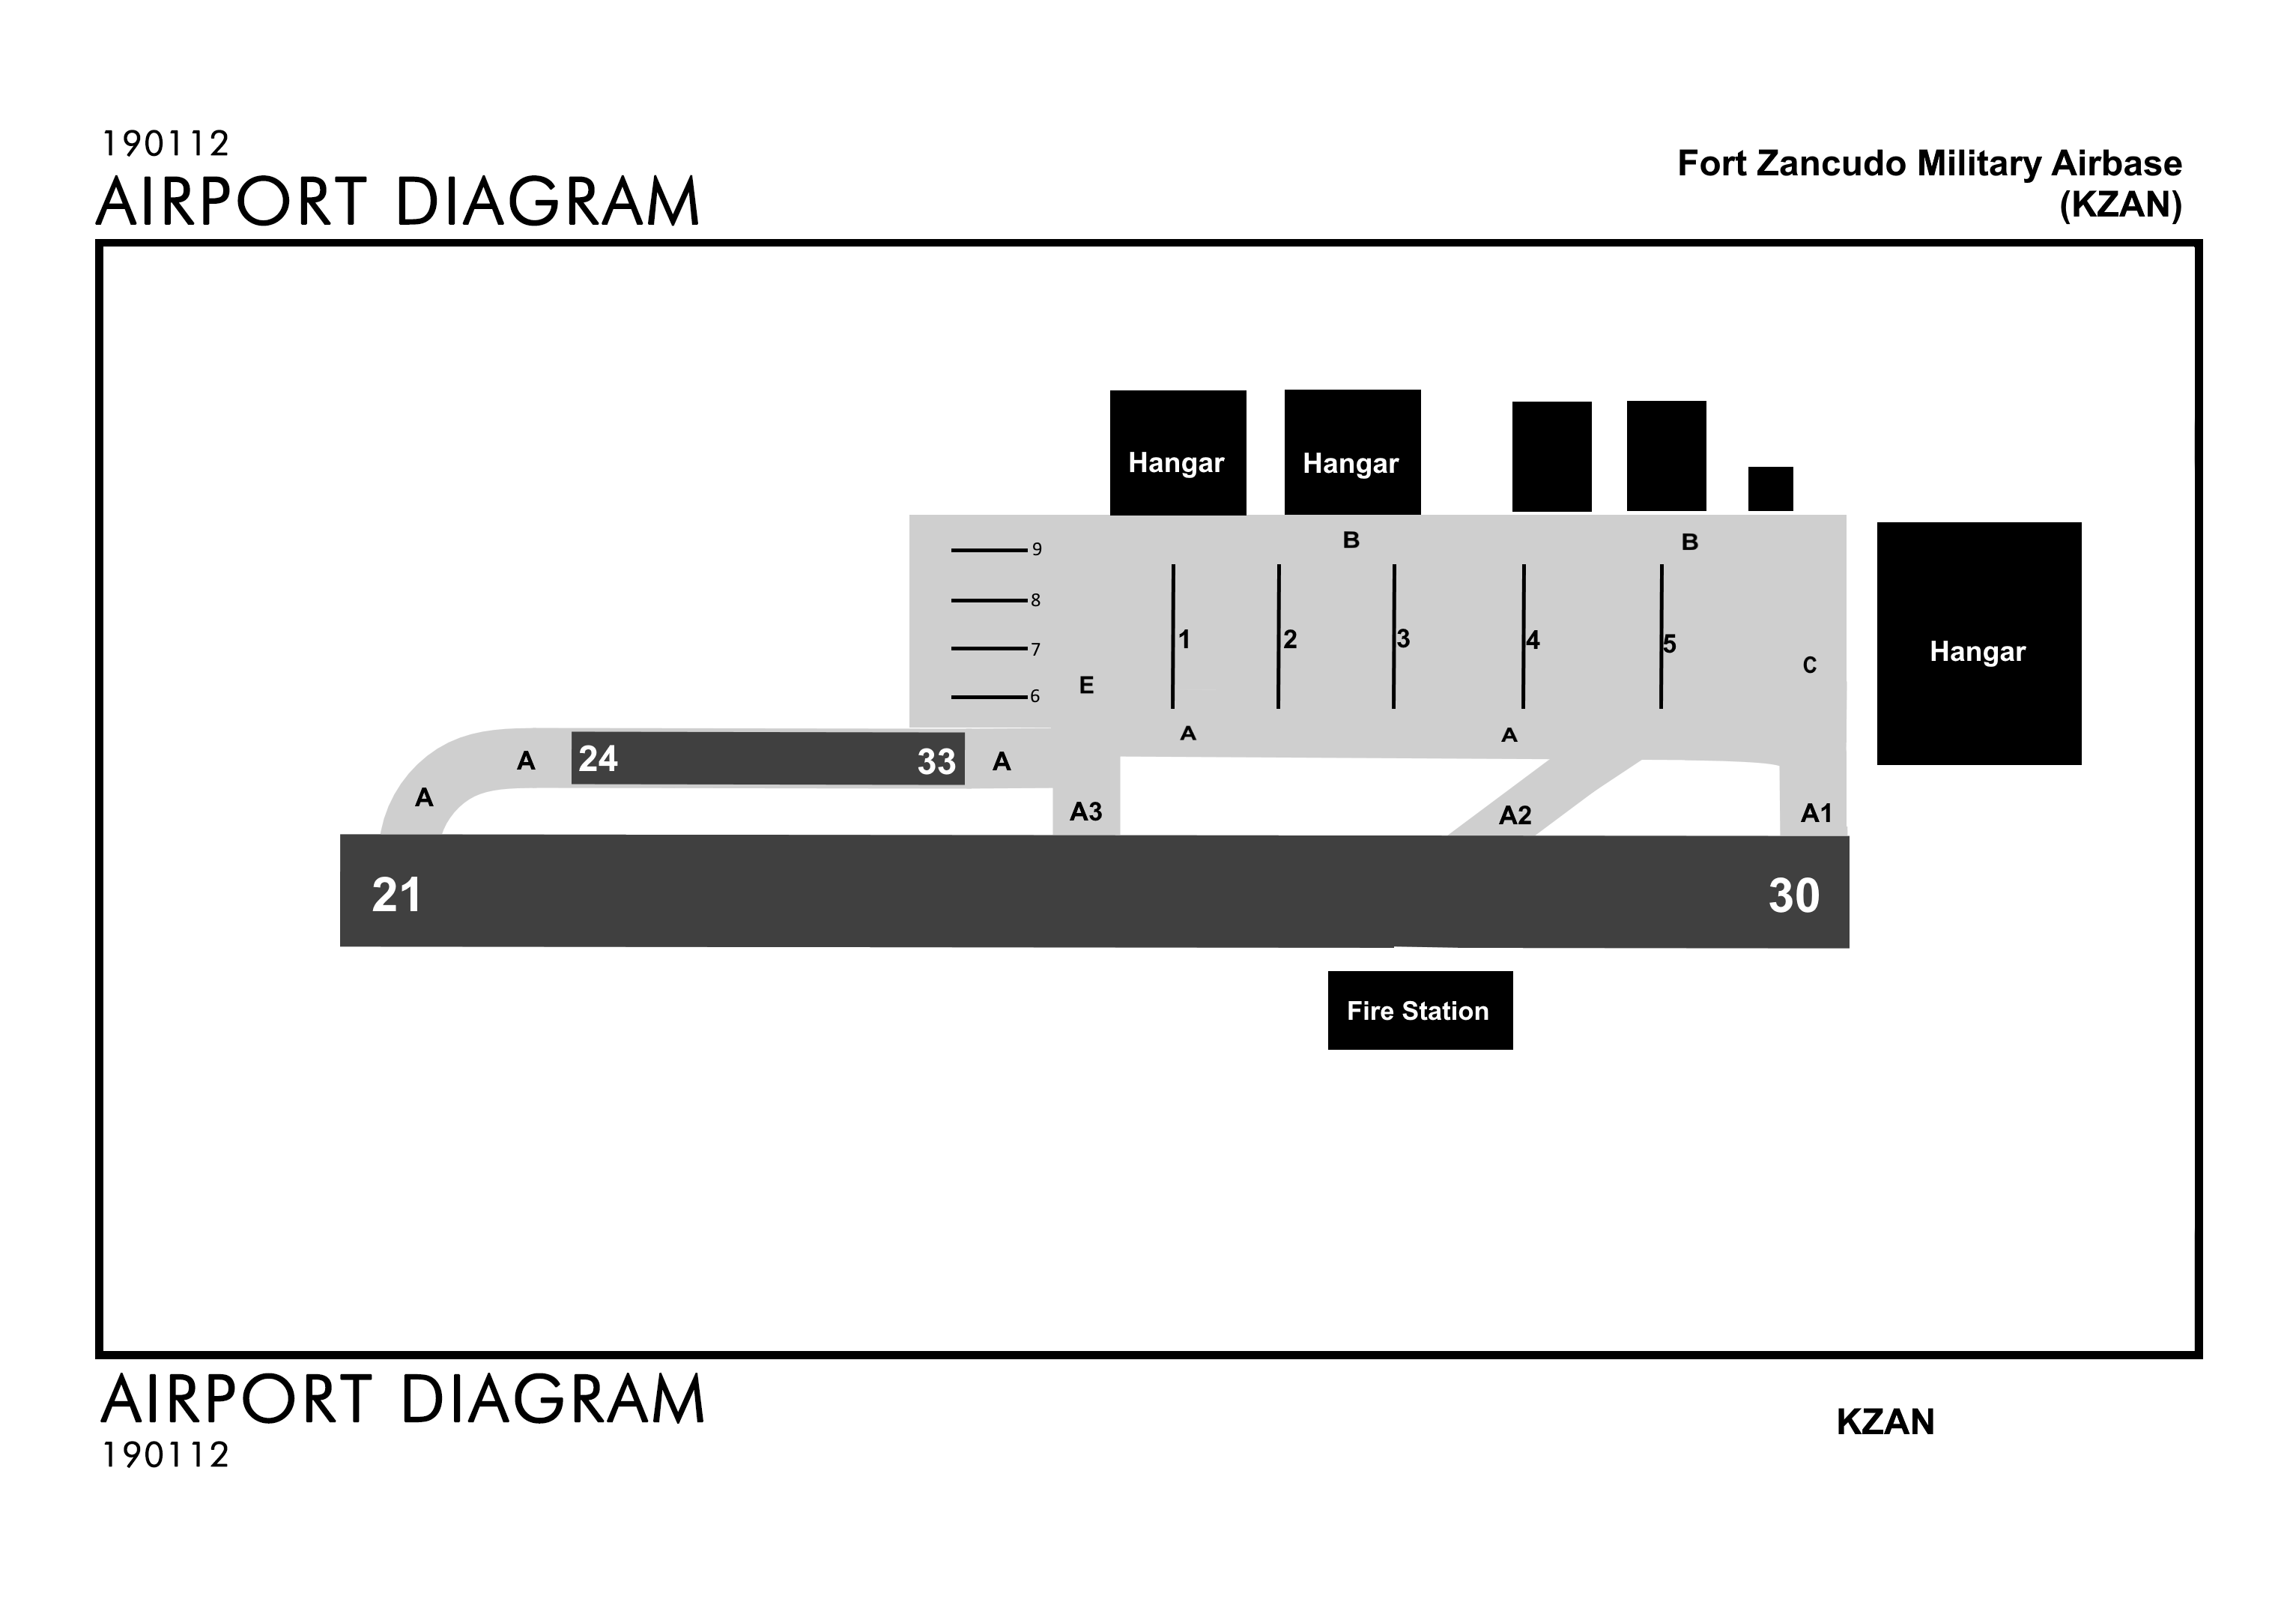 190112
AIRPORT DIAGRAM
Fort Zancudo Military Airbase
(KZAN)
Hangar
Hangar
B
B
9
8
7
6
1
2
3
4
5
C
Hangar
E
A
A
A
24
33
A
A
A3
A2
A1
21
30
Fire Station
AIRPORT DIAGRAM
190112
KZAN